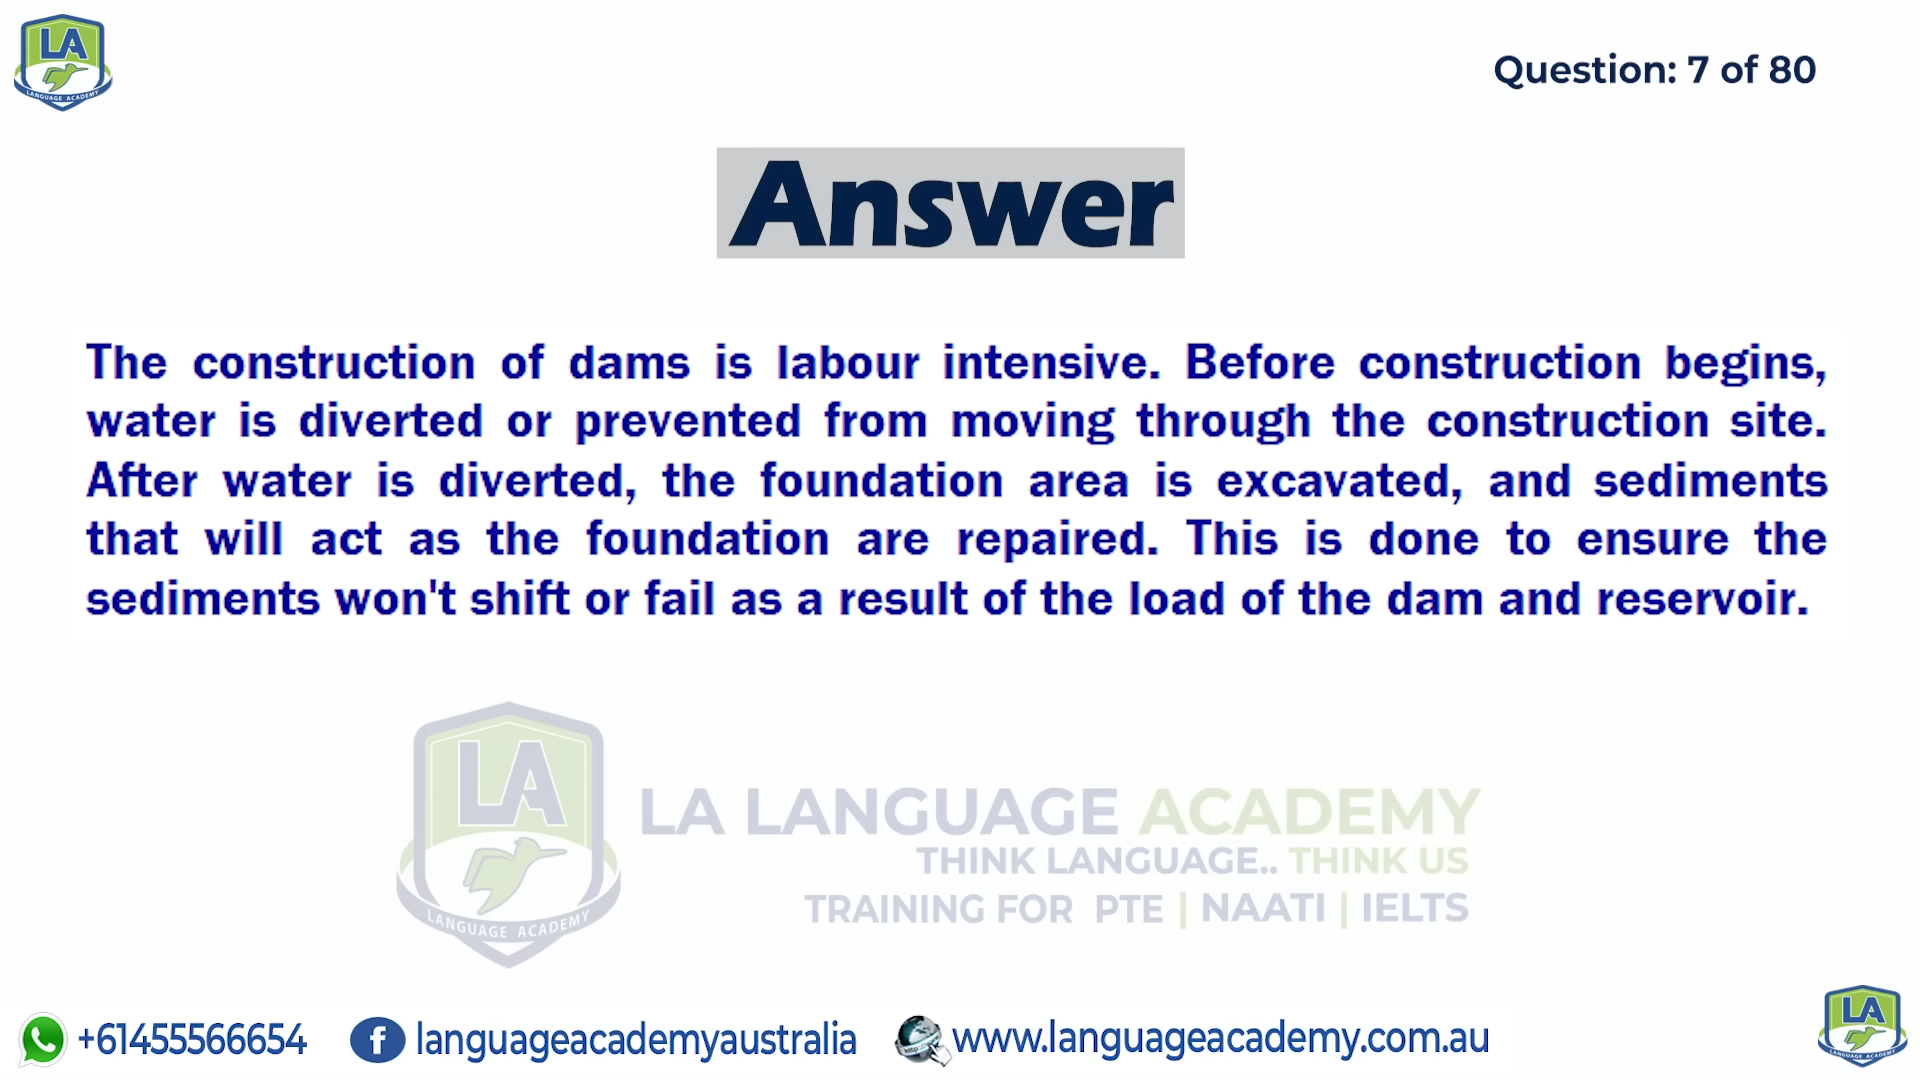 LA
LANGUAGE ACADEMY
Question: 7 of 80
Answer
The construction of dams is labour intensive. Before construction begins,
water is diverted or prevented from moving through the construction site.
After water is diverted, the foundation area is excavated, and sediments
that will act as the foundation are repaired. This is done to ensure the
sediments won't shift or fail as a result of the load of the dam and reservoir.
LA
LANGUAGE ACADEMY
LA LANGUAGE ACADEMY
THINK LANGUAGE.. THINK US
TRAINING FOR PTE | NAATI | IELTS
+61455566654
f languageacademyaustralia
www.languageacademy.com.au
LA
LANGUAGE ACADEMY